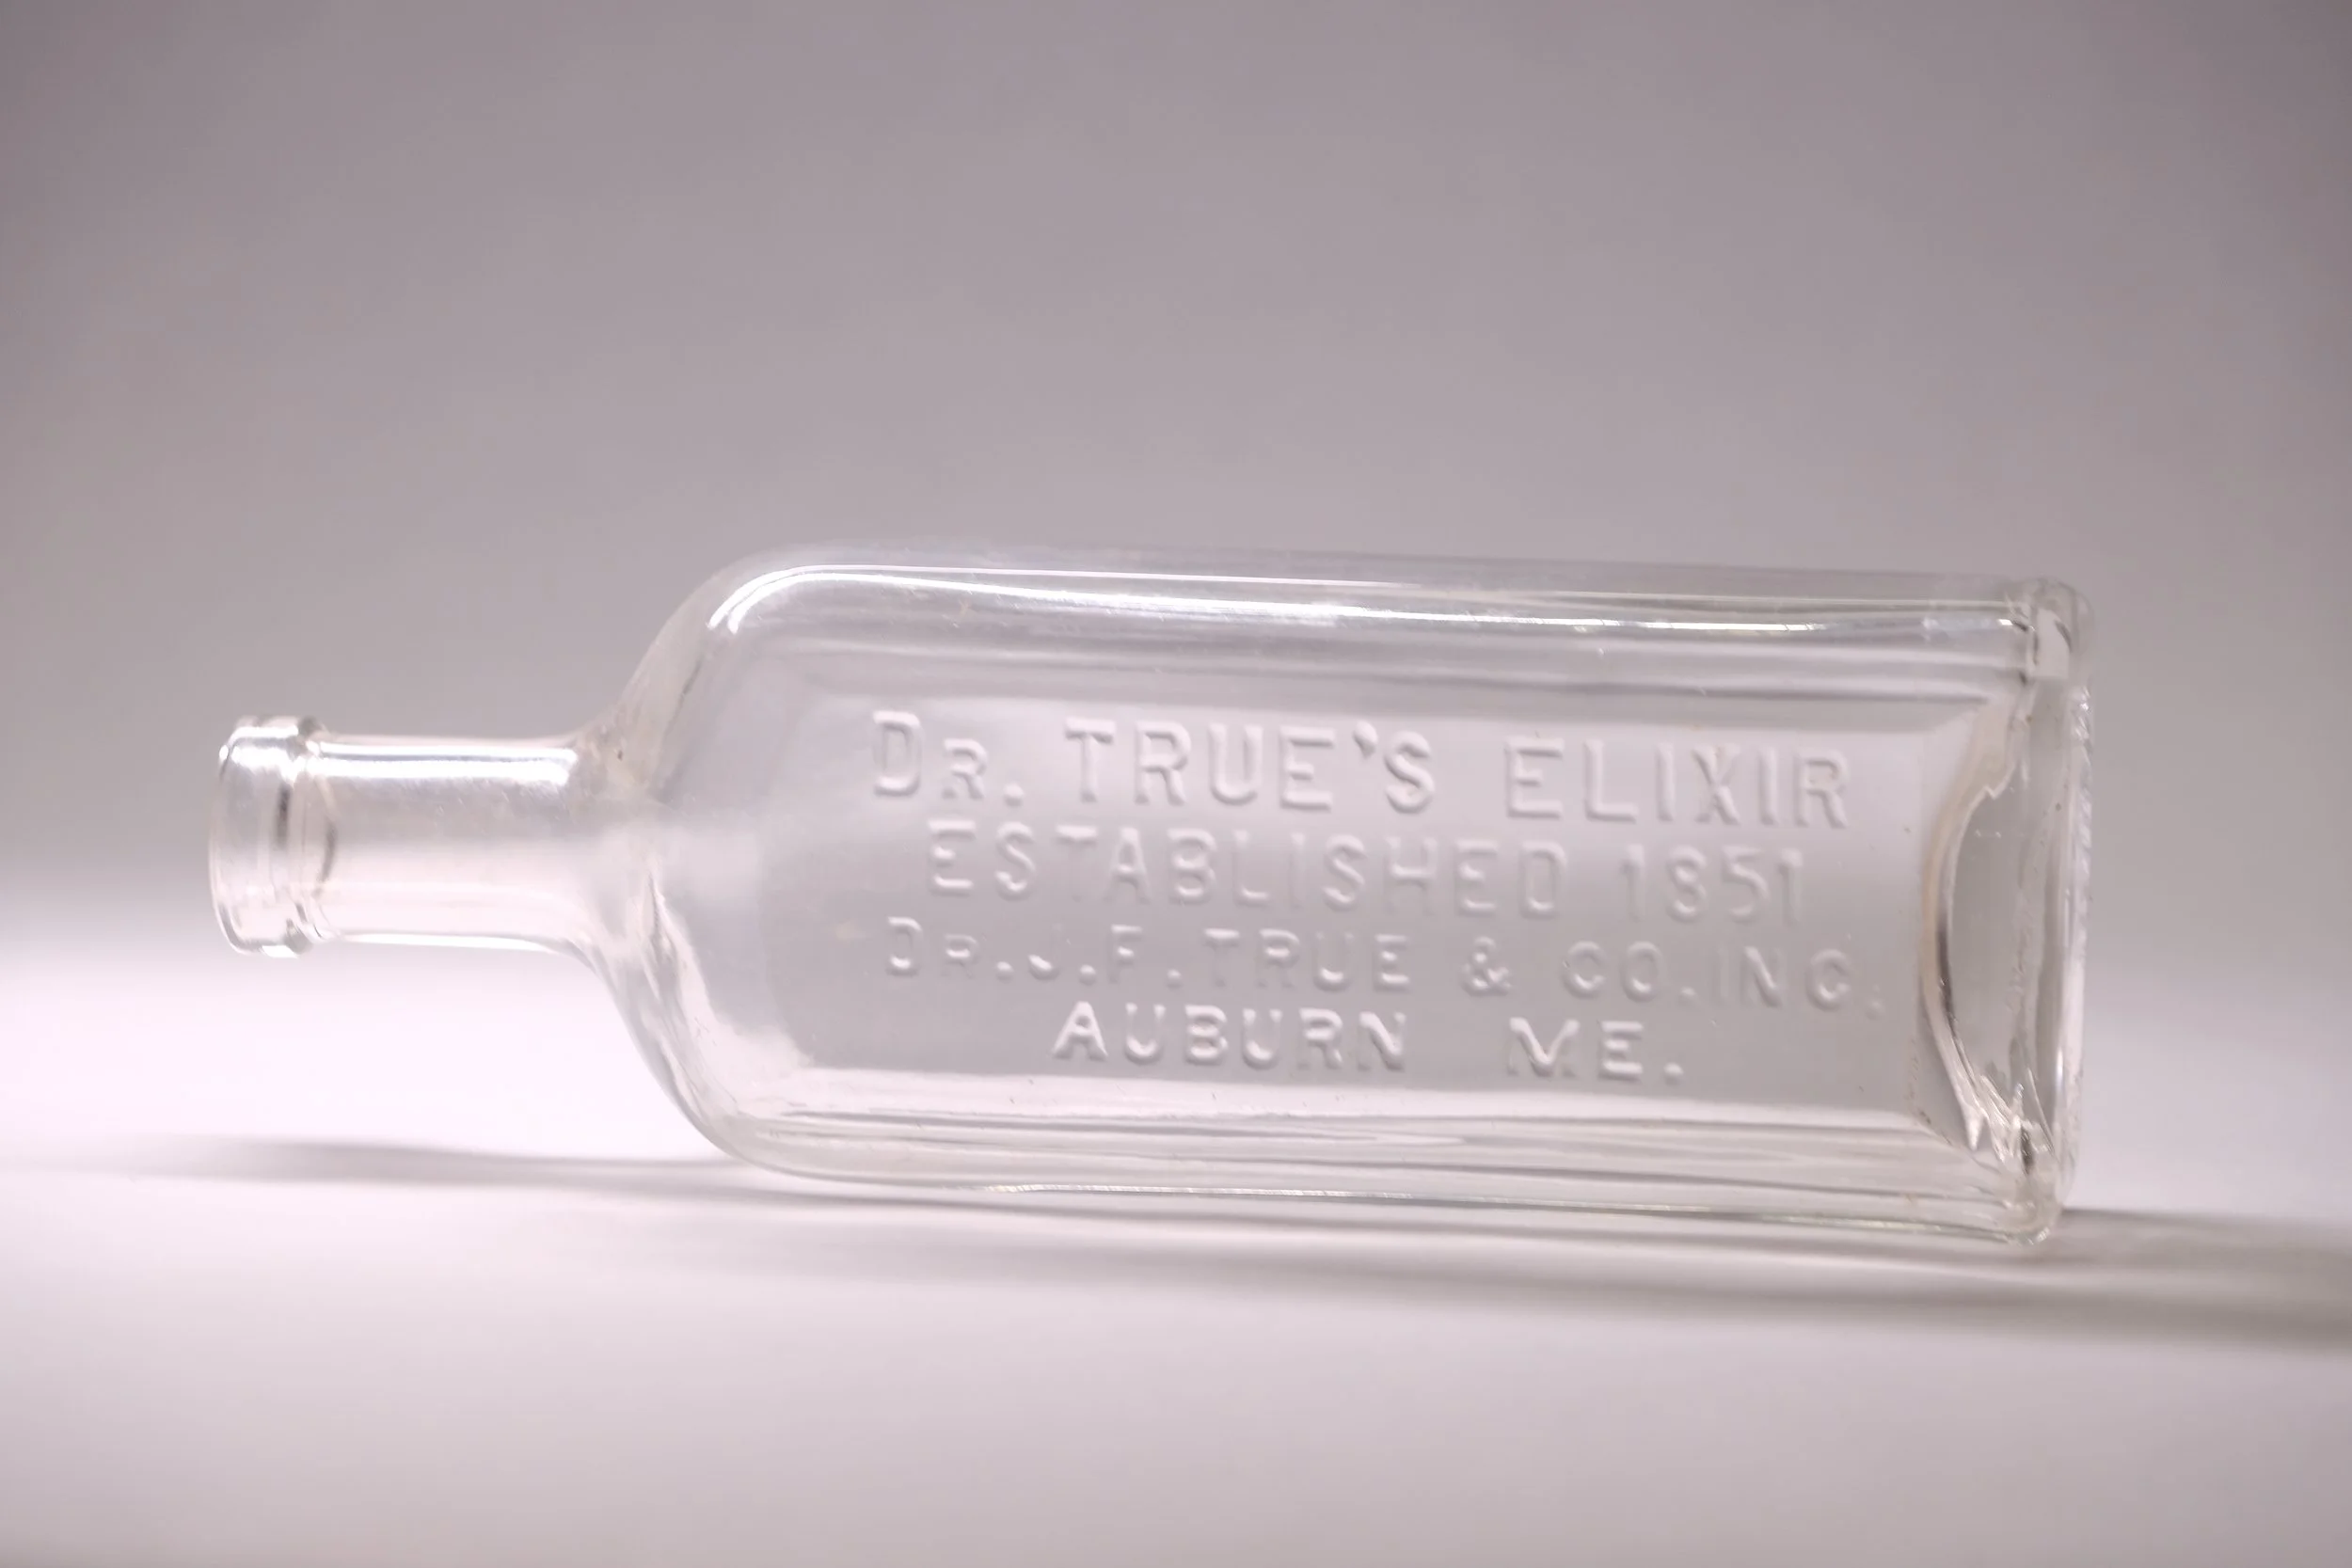 DR. TRUE'S ELIXIR
ESTABLISHED 1851
DR. J. F. TRUE & CO. INC.
AUBURN ME.